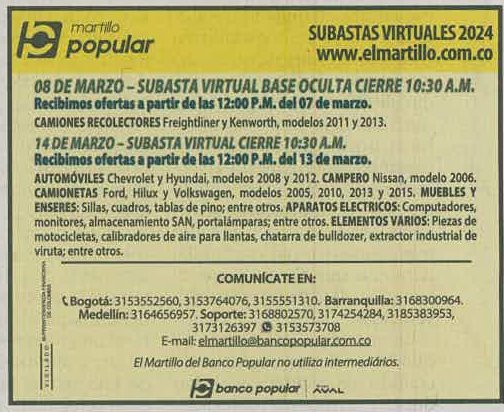 martillo
popular
SUBASTAS VIRTUALES 2024
www.elmartillo.com.co
08 DE MARZO – SUBASTA VIRTUAL BASE OCULTA CIERRE 10:30 A.M.
Recibimos ofertas a partir de las 12:00 P.M. del 07 de marzo.
CAMIONES RECOLECTORES Freightliner y Kenworth, modelos 2011 y 2013.
14 DE MARZO – SUBASTA VIRTUAL CIERRE 10:30 A.M.
Recibimos ofertas a partir de las 12:00 P.M. del 13 de marzo.
AUTOMÓVILES Chevrolet y Hyundai, modelos 2008 y 2012. CAMPERO Nissan, modelo 2006.
CAMIONETAS Ford, Hilux y Volkswagen, modelos 2005, 2010, 2013 y 2015. MUEBLES Y
ENSERES: Sillas, cuadros, tablas de pino; entre otros. APARATOS ELECTRICOS: Computadores,
monitores, almacenamiento SAN, portalámparas; entre otros. ELEMENTOS VARIOS: Piezas de
motocicletas, calibradores de aire para llantas, chatarra de bulldozer, extractor industrial de
viruta; entre otros.
COMUNÍCATE EN:
Bogotá: 3153552560, 3153764076, 3155551310. Barranquilla: 3168300964.
Medellín: 3164656957. Soporte: 3168802570, 3174254284, 3185383953,
3173126397 3153573708
E-mail: elmartillo@bancopopular.com.co
El Martillo del Banco Popular no utiliza intermediários.
banco popular
AVAL
VIGILADO
SUPERINTENDENCIA FINANCIERA
DE COLOMBIA